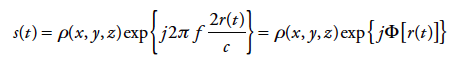 s(t) = ρ(x, y, z) exp{j2π f 2r(t)/c} = ρ(x, y, z) exp{jΦ[r(t)]}